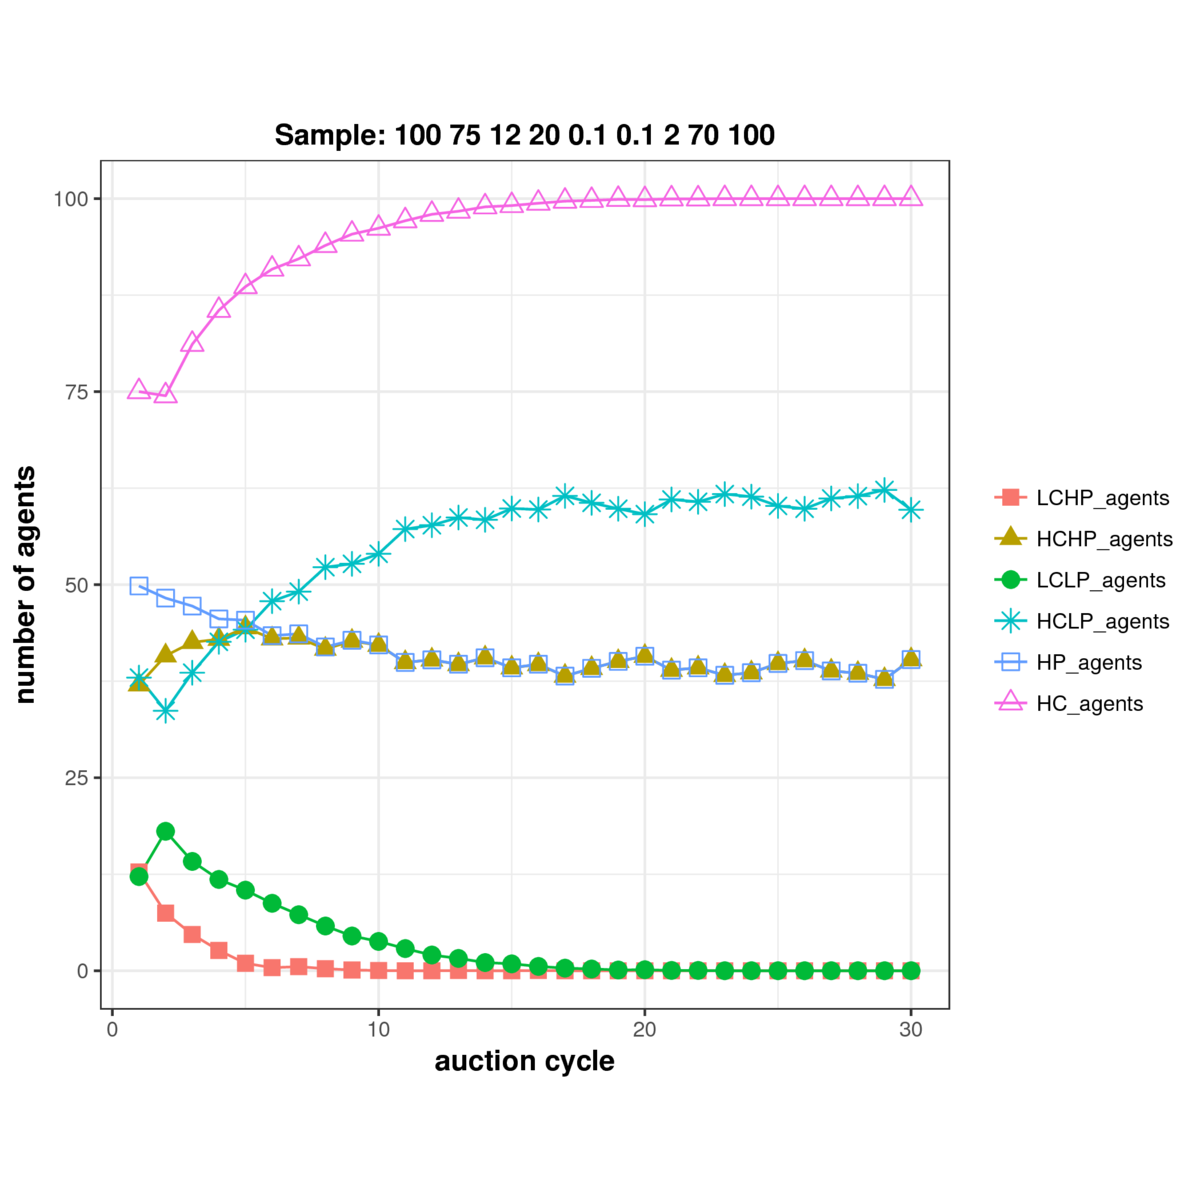 Sample: 100 75 12 20 0.1 0.1 2 70 100
number of agents
100
75
50
25
0
0 10 20 30
auction cycle
LCHP_agents
HCHP_agents
LCLP_agents
HCLP_agents
HP_agents
HC_agents